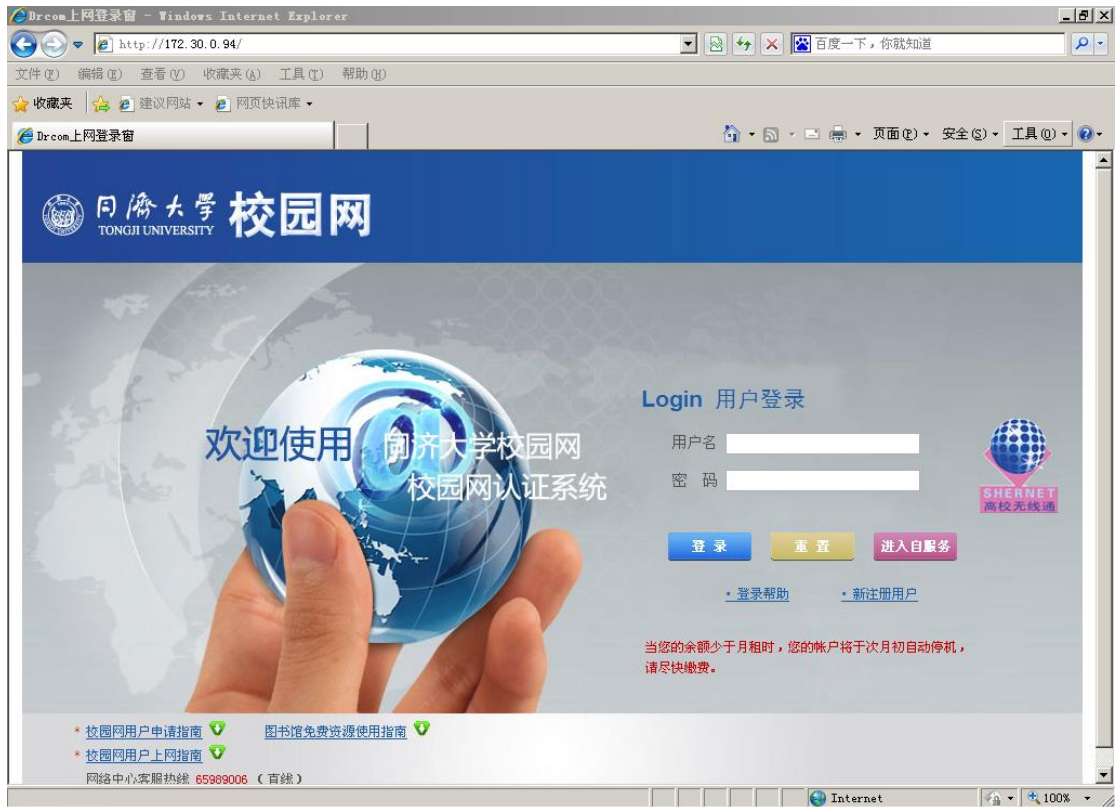 Drcom上网登录窗 - Windows Internet Explorer
http://172.30.0.94/
百度一下，你就知道
文件(F) 编辑(E) 查看(V) 收藏夹(A) 工具(T) 帮助(H)
收藏夹 建议网站 网页快讯库
Drcom上网登录窗
页面(P) 安全(S) 工具(O)
同济大学 校园网
TONGJI UNIVERSITY
Login 用户登录
欢迎使用 同济大学校园网
校园网认证系统
用户名
密 码
SHERNET
高校无线通
登 录 重 置 进入自服务
·登录帮助 ·新注册用户
当您的余额少于月租时，您的帐户将于次月初自动停机，
请尽快缴费。
* 校园网用户申请指南 图书馆免费资源使用指南
* 校园网用户上网指南
网络中心客服热线 65989006 （直线）
Internet 100%